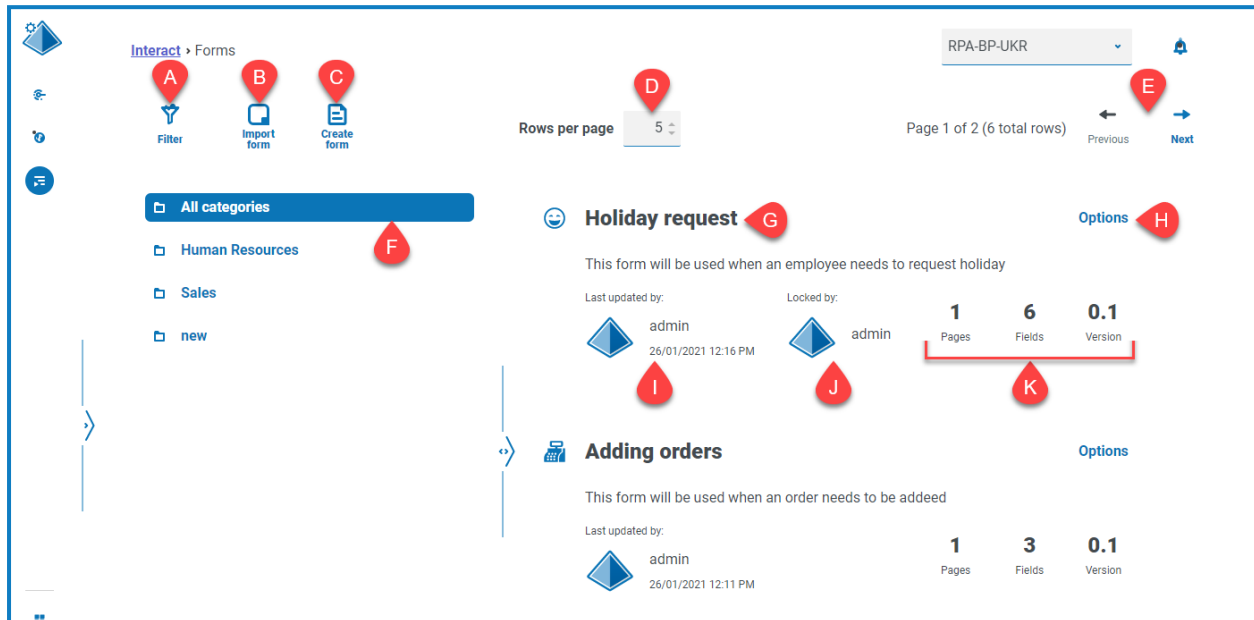 RPA-BP-UKR
Interact › Forms
A
B
C
D
E
Filter
Import
form
Create
form
Rows per page
5
Page 1 of 2 (6 total rows)
Previous
Next
All categories
F
Human Resources
Sales
new
Holiday request
G
Options
H
This form will be used when an employee needs to request holiday
Last updated by:
admin
26/01/2021 12:16 PM
Locked by:
admin
1
Pages
6
Fields
0.1
Version
I
J
K
Adding orders
Options
This form will be used when an order needs to be addeed
Last updated by:
admin
26/01/2021 12:11 PM
1
Pages
3
Fields
0.1
Version